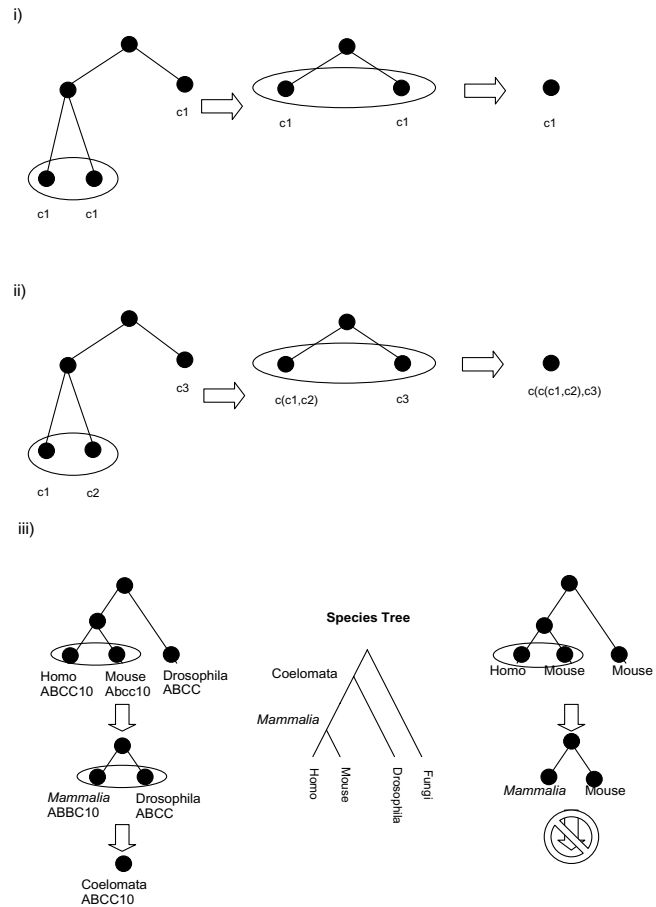 i)
c1
c1
c1
c1
c1
c1
ii)
c3
c1
c2
c(c1,c2)
c3
c(c(c1,c2),c3)
iii)
Homo
ABCC10
Mouse
Abcc10
Drosophila
ABCC
Mammalia
ABBC10
Drosophila
ABCC
Coelomata
ABCC10
Species Tree
Coelomata
Mammalia
Homo
Mouse
Drosophila
Fungi
Homo
Mouse
Mouse
Mammalia
Mouse